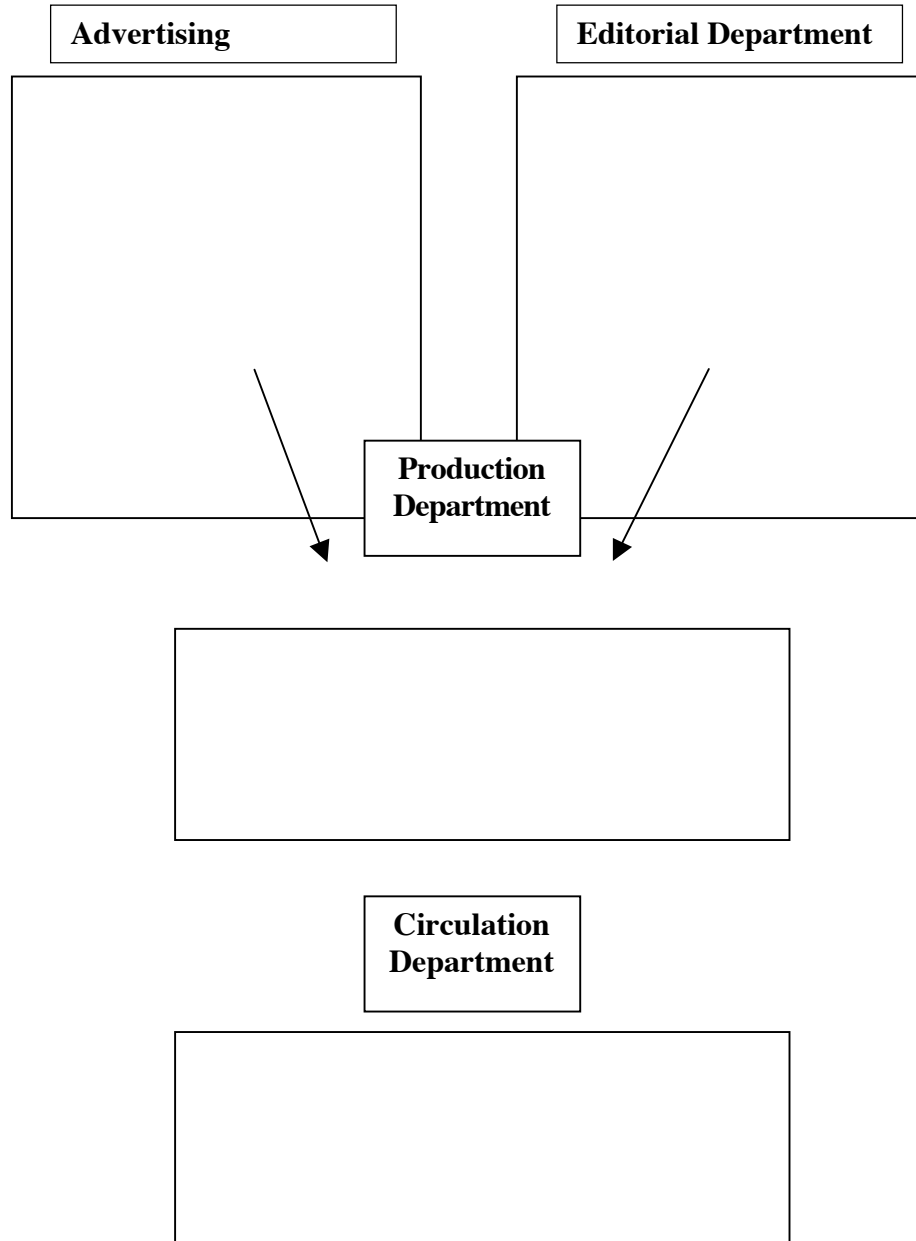 Advertising
Editorial Department
Production
Department
Circulation
Department